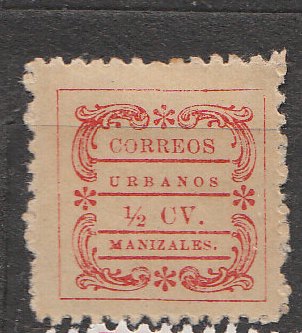 CORREOS
URBANOS
½ CV.
MANIZALES.